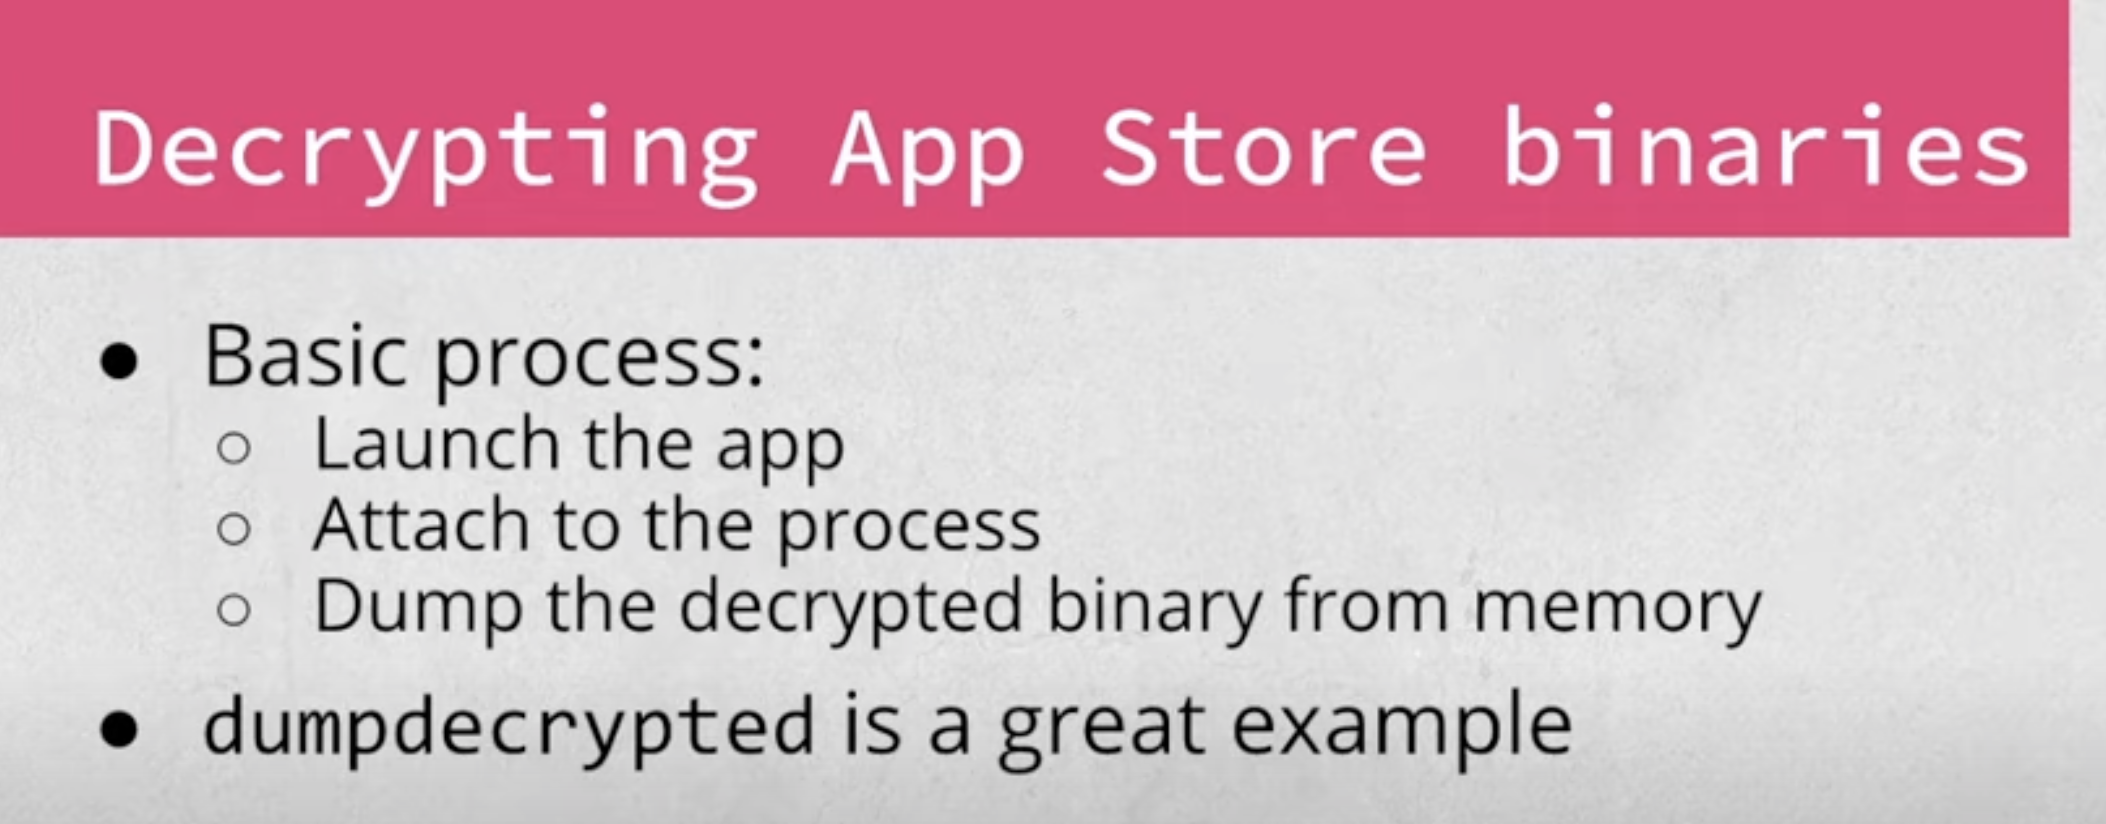 Decrypting App Store binaries
● Basic process:
○ Launch the app
○ Attach to the process
○ Dump the decrypted binary from memory
● dumpdecrypted is a great example